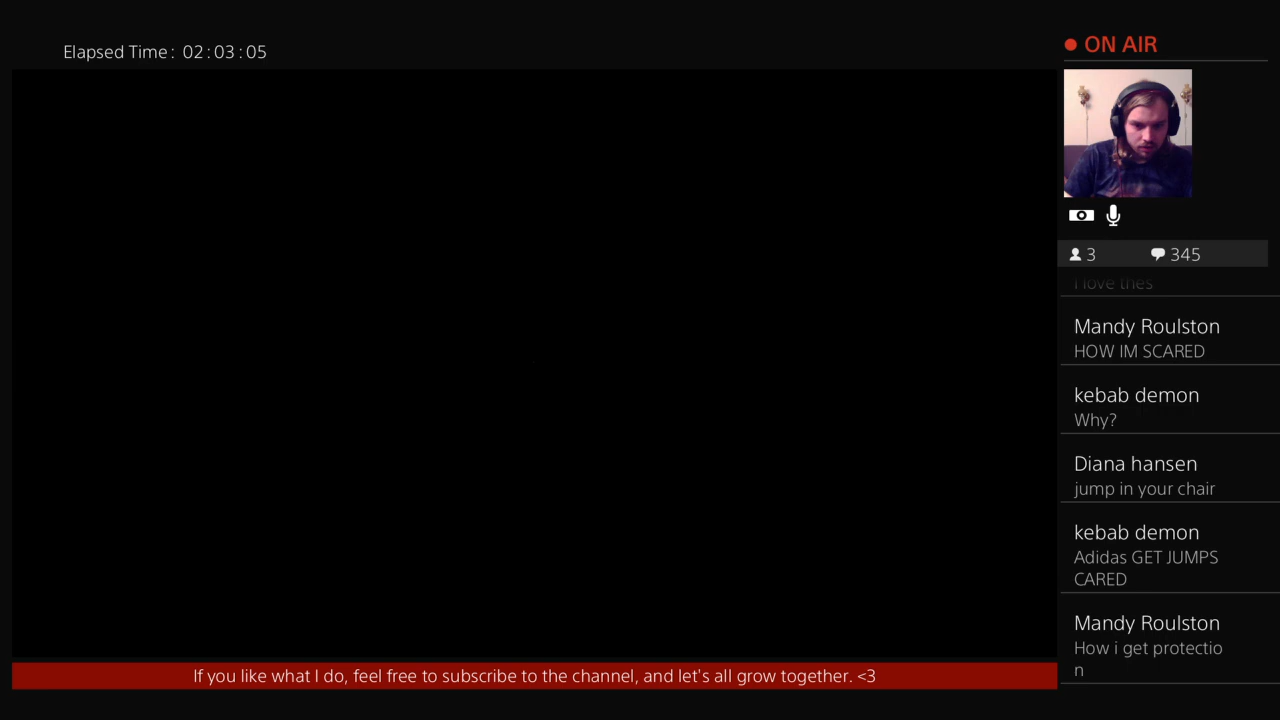 Elapsed Time: 02:03:05
ON AIR
3 345
I love thes
Mandy Roulston
HOW IM SCARED
kebab demon
Why?
Diana hansen
jump in your chair
kebab demon
Adidas GET JUMPS
CARED
Mandy Roulston
How i get protectio
n
If you like what I do, feel free to subscribe to the channel, and let's all grow together. <3